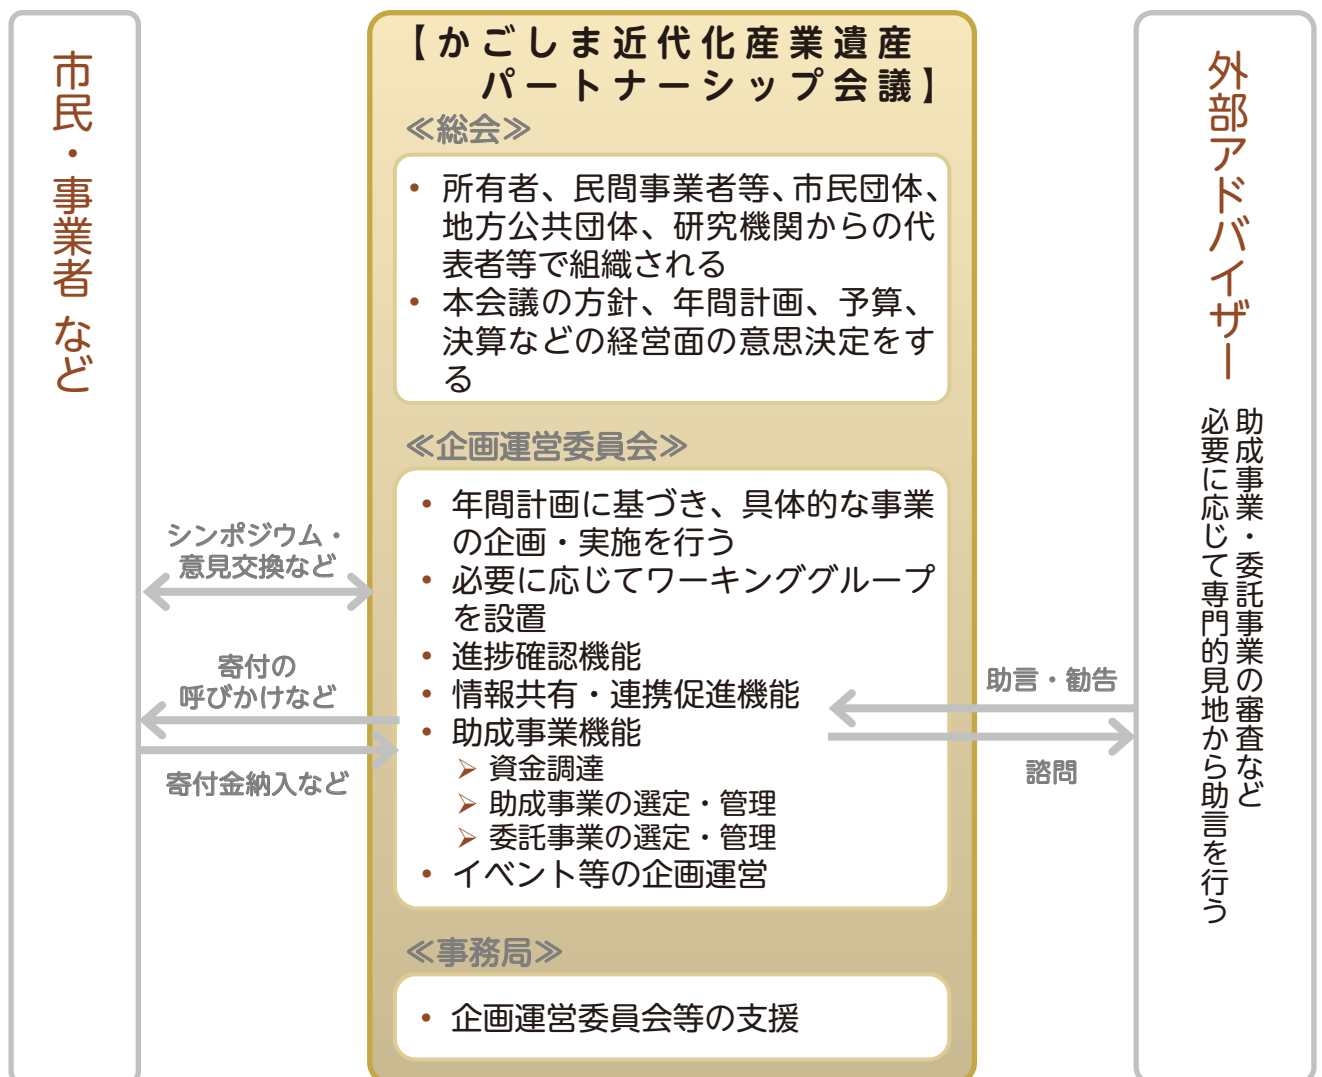 市民・事業者 など
【かごしま近代化産業遺産
パートナーシップ会議】
≪総会≫
• 所有者、民間事業者等、市民団体、
地方公共団体、研究機関からの代
表者等で組織される
• 本会議の方針、年間計画、予算、
決算などの経営面の意思決定をす
る
≪企画運営委員会≫
• 年間計画に基づき、具体的な事業
の企画・実施を行う
• 必要に応じてワーキンググループ
を設置
• 進捗確認機能
• 情報共有・連携促進機能
• 助成事業機能
➢ 資金調達
➢ 助成事業の選定・管理
➢ 委託事業の選定・管理
• イベント等の企画運営
≪事務局≫
• 企画運営委員会等の支援
シンポジウム・
意見交換など
寄付の
呼びかけなど
寄付金納入など
助言・勧告
諮問
外部アドバイザー
助成事業・委託事業の審査など
必要に応じて専門的見地から助言を行う